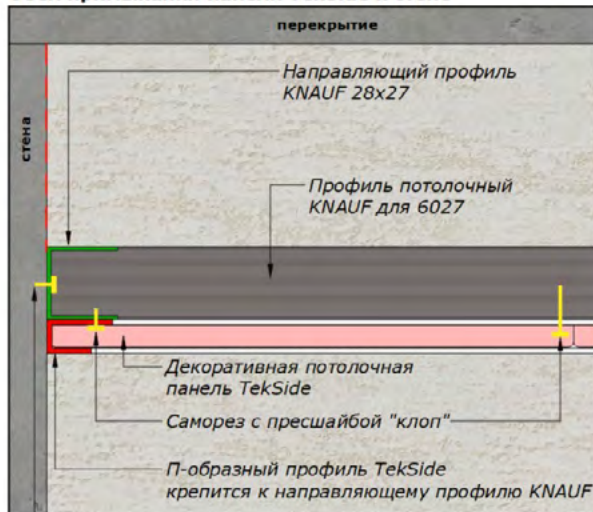 перекрытие
Направляющий профиль
KNAUF 28x27
стена
Профиль потолочный
KNAUF для 6027
Декоративная потолочная
панель TekSide
Саморез с пресшайбой "клоп"
П-образный профиль TekSide
крепится к направляющему профилю KNAUF